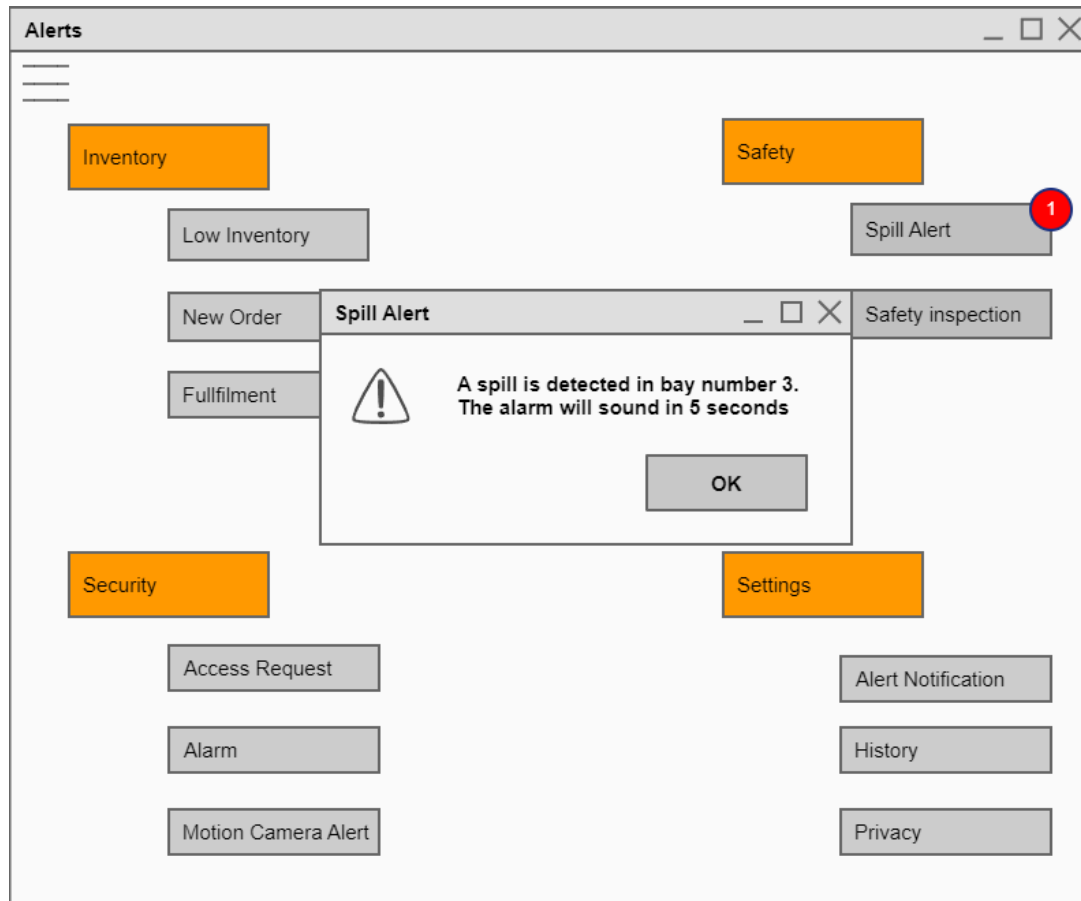 Alerts
Inventory
Low Inventory
New Order
Fullfilment
Safety
Spill Alert
1
Safety inspection
Spill Alert
A spill is detected in bay number 3.
The alarm will sound in 5 seconds
OK
Security
Access Request
Alarm
Motion Camera Alert
Settings
Alert Notification
History
Privacy